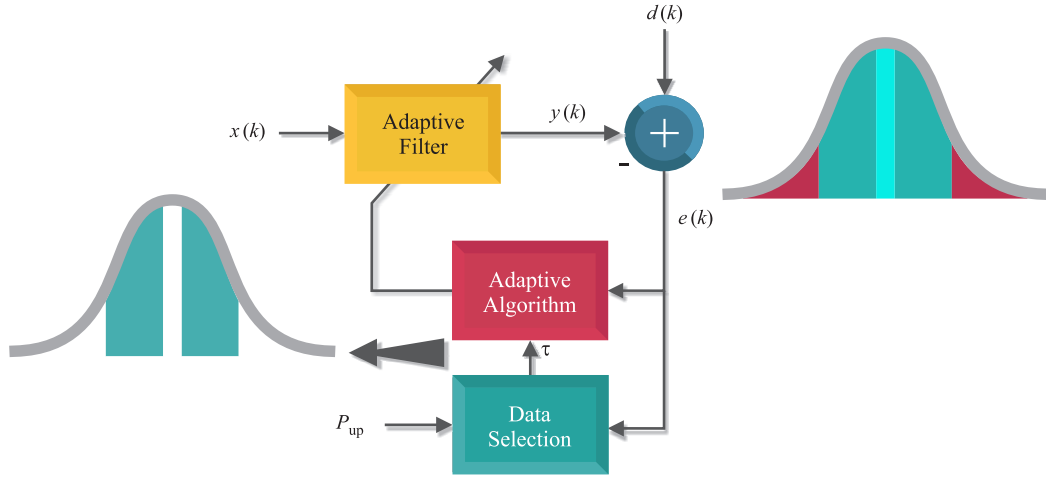 d(k)
x(k)
Adaptive
Filter
y(k)
+
-
e(k)
Adaptive
Algorithm
τ
P_up
Data
Selection